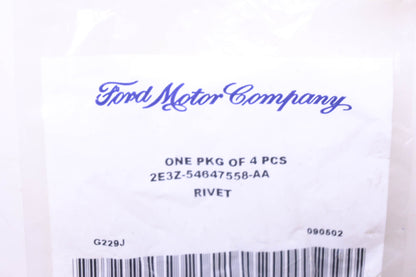 Ford Motor Company
ONE PKG OF 4 PCS
2E3Z-54647558-AA
RIVET
G229J 090502